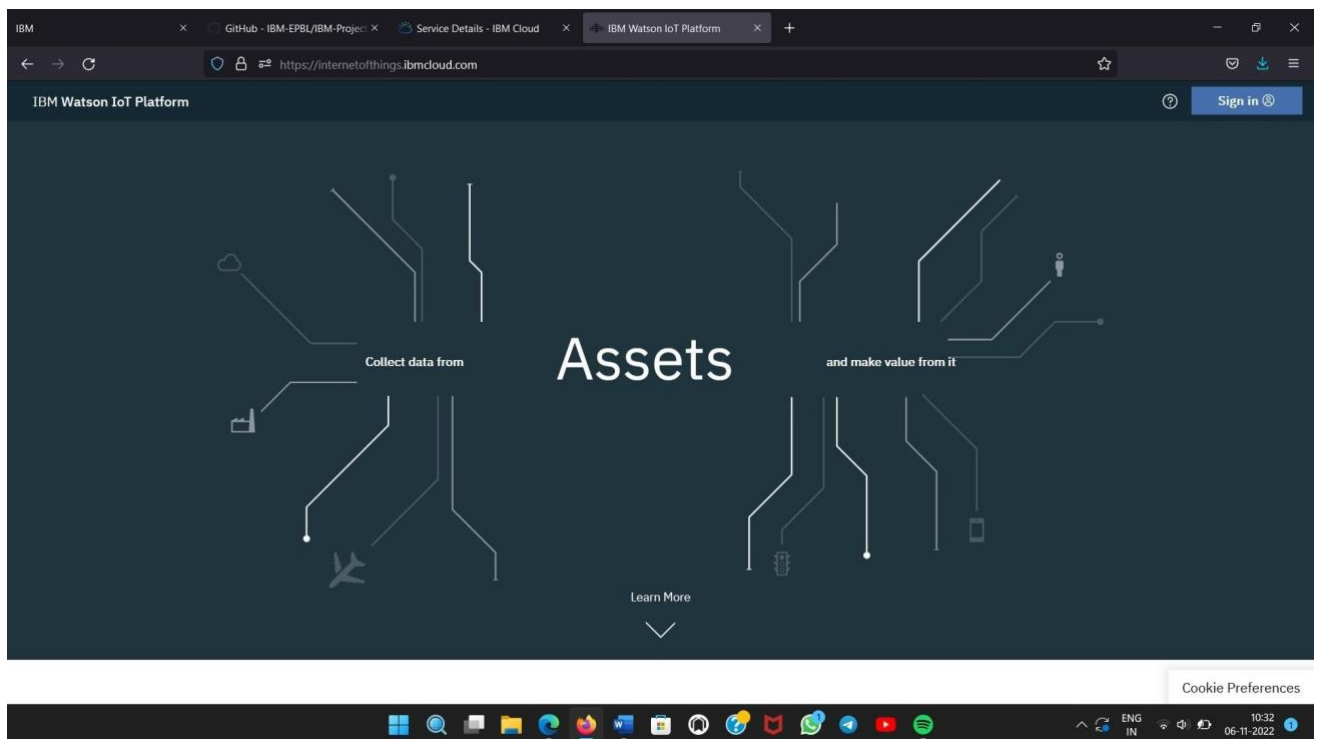 IBM
GitHub - IBM-EPBL/IBM-Project
Service Details - IBM Cloud
IBM Watson IoT Platform
https://internetofthings.ibmcloud.com
IBM Watson IoT Platform
Sign in
Collect data from
Assets
and make value from it
Learn More
Cookie Preferences
ENG
IN
10:32
06-11-2022
1
1